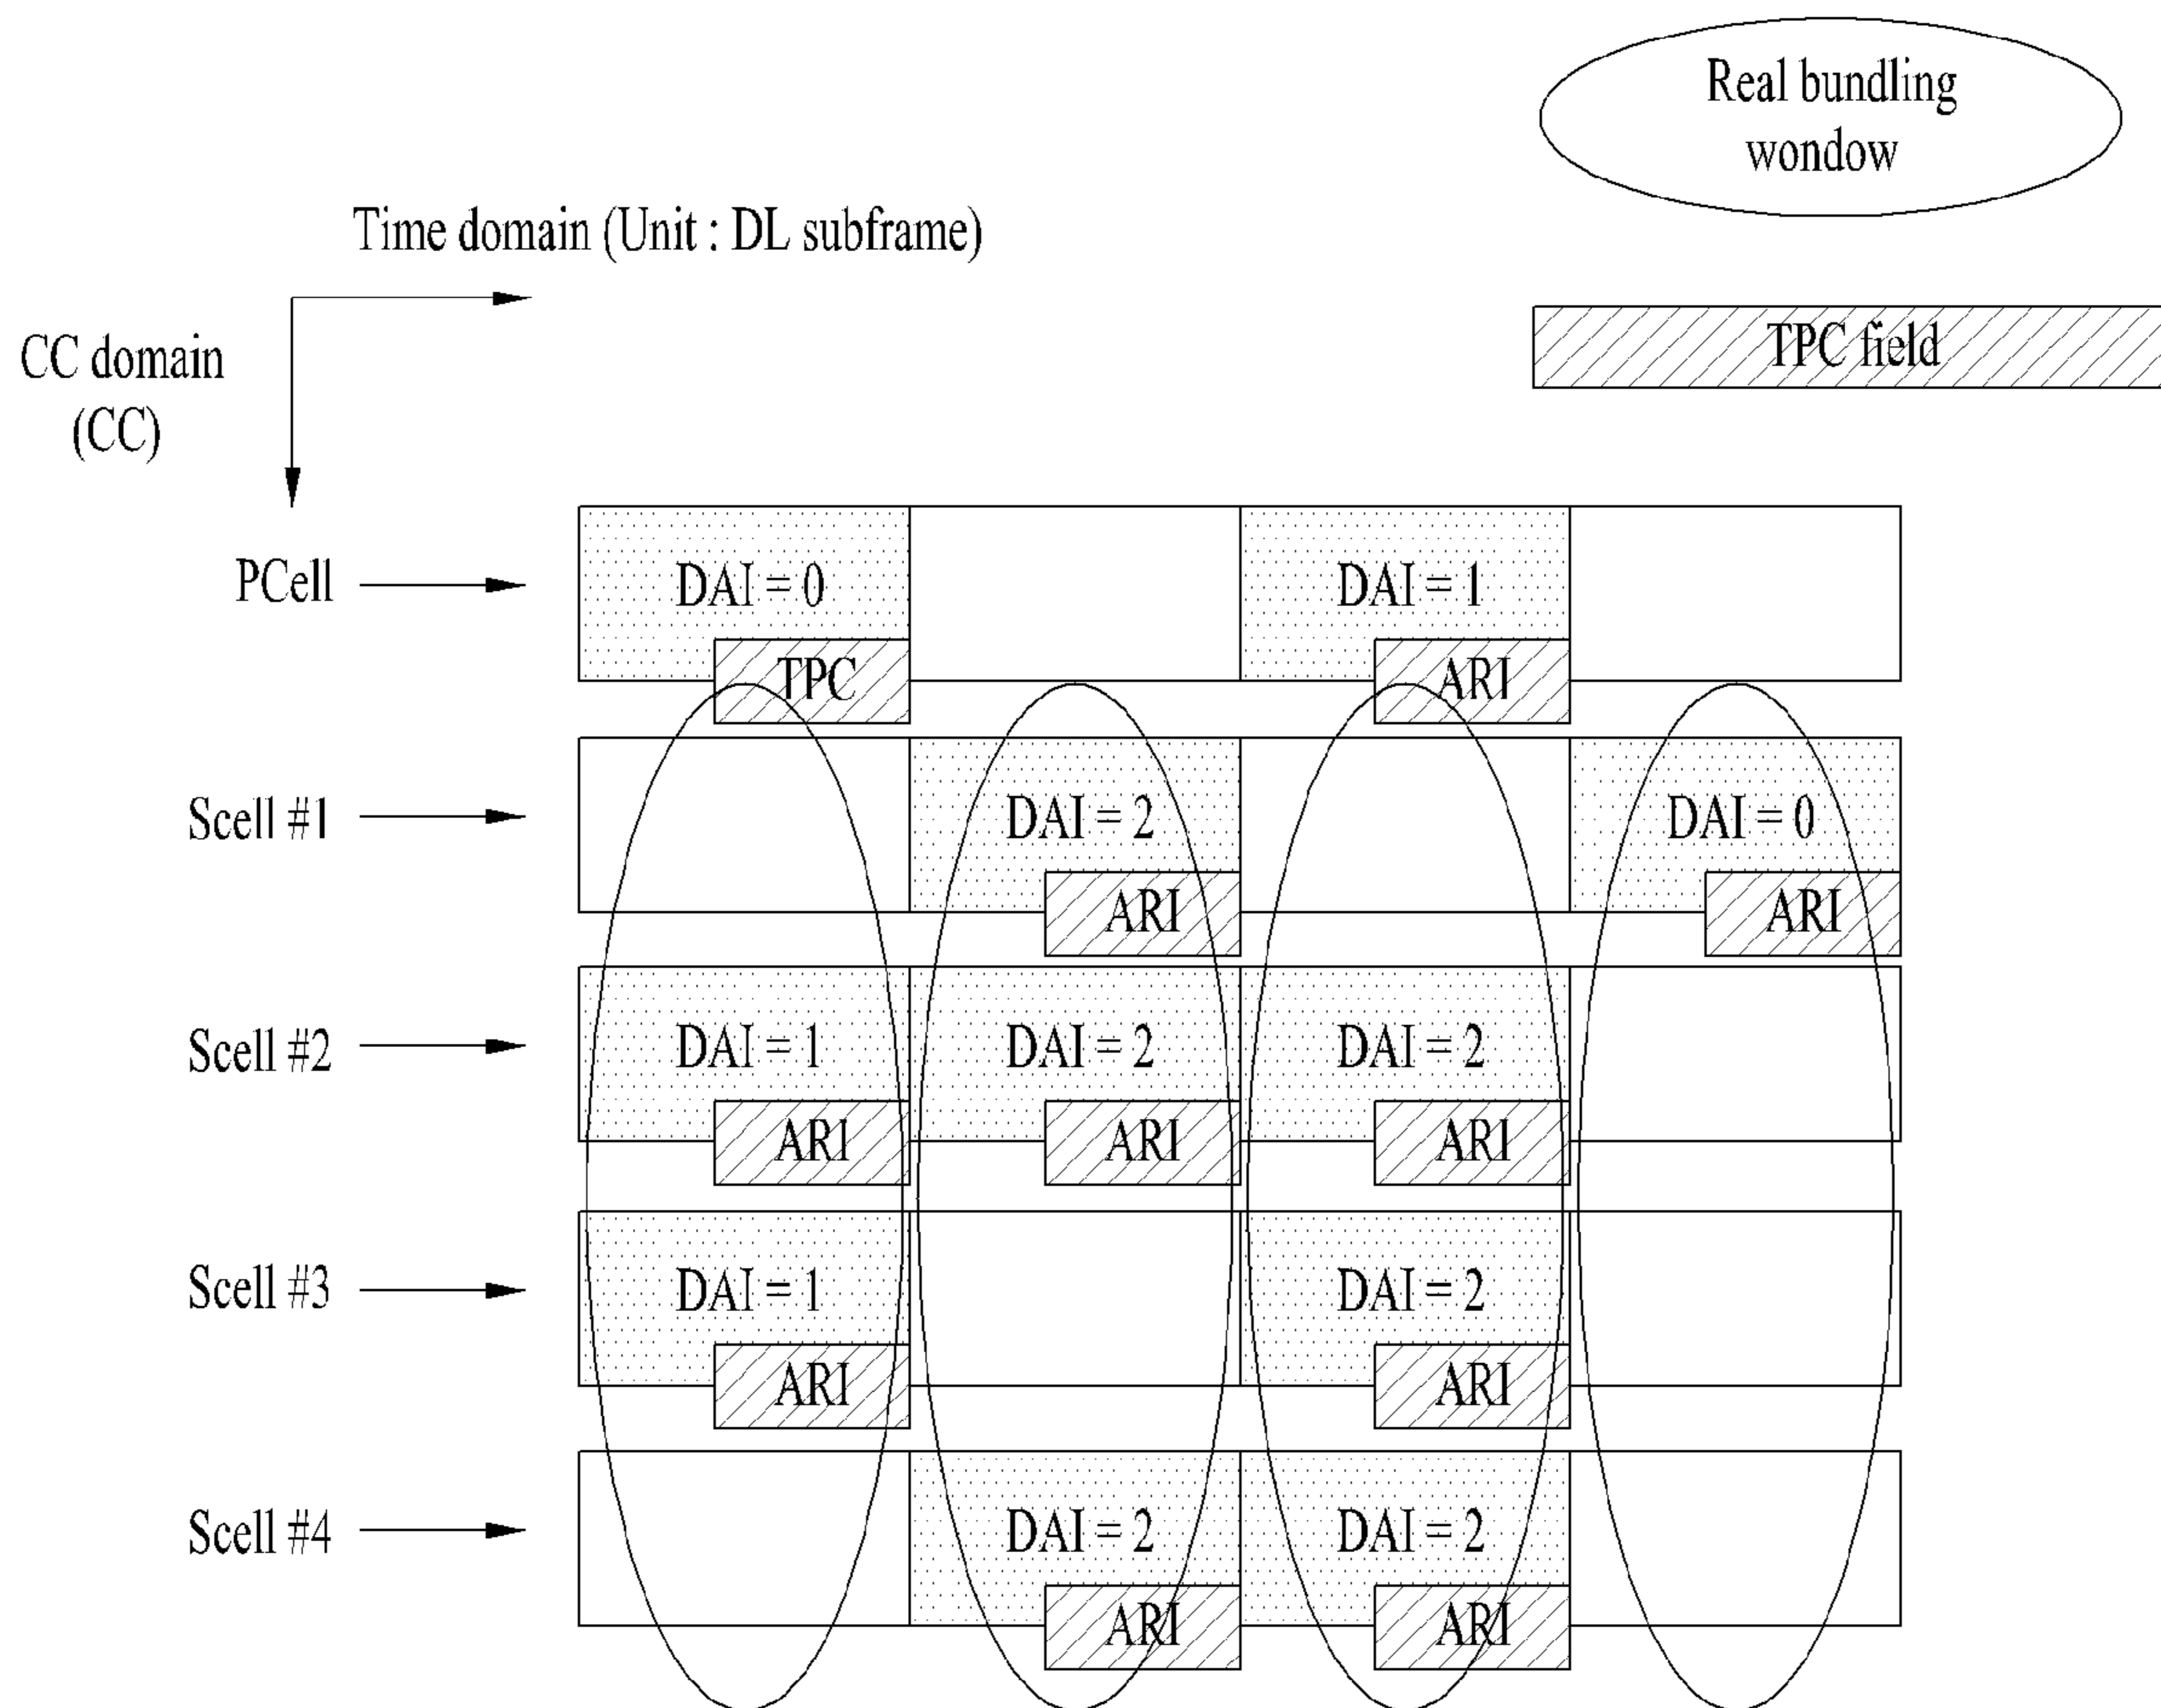 Real bundling
wondow
Time domain (Unit : DL subframe)
TPC field
CC domain
(CC)
PCell
DAI = 0
DAI = 1
TPC
ARI
Scell #1
DAI = 2
DAI = 0
ARI
ARI
Scell #2
DAI = 1
DAI = 2
DAI = 2
ARI
ARI
ARI
Scell #3
DAI = 1
DAI = 2
ARI
ARI
Scell #4
DAI = 2
DAI = 2
ARI
ARI